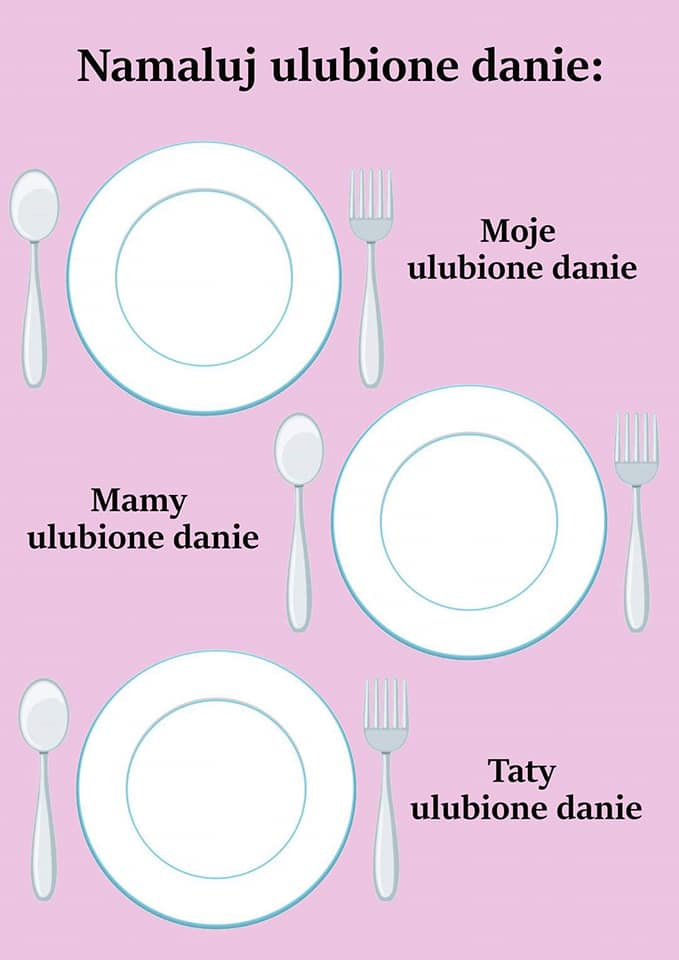 Namaluj ulubione danie:
Moje
ulubione danie
Mamy
ulubione danie
Taty
ulubione danie